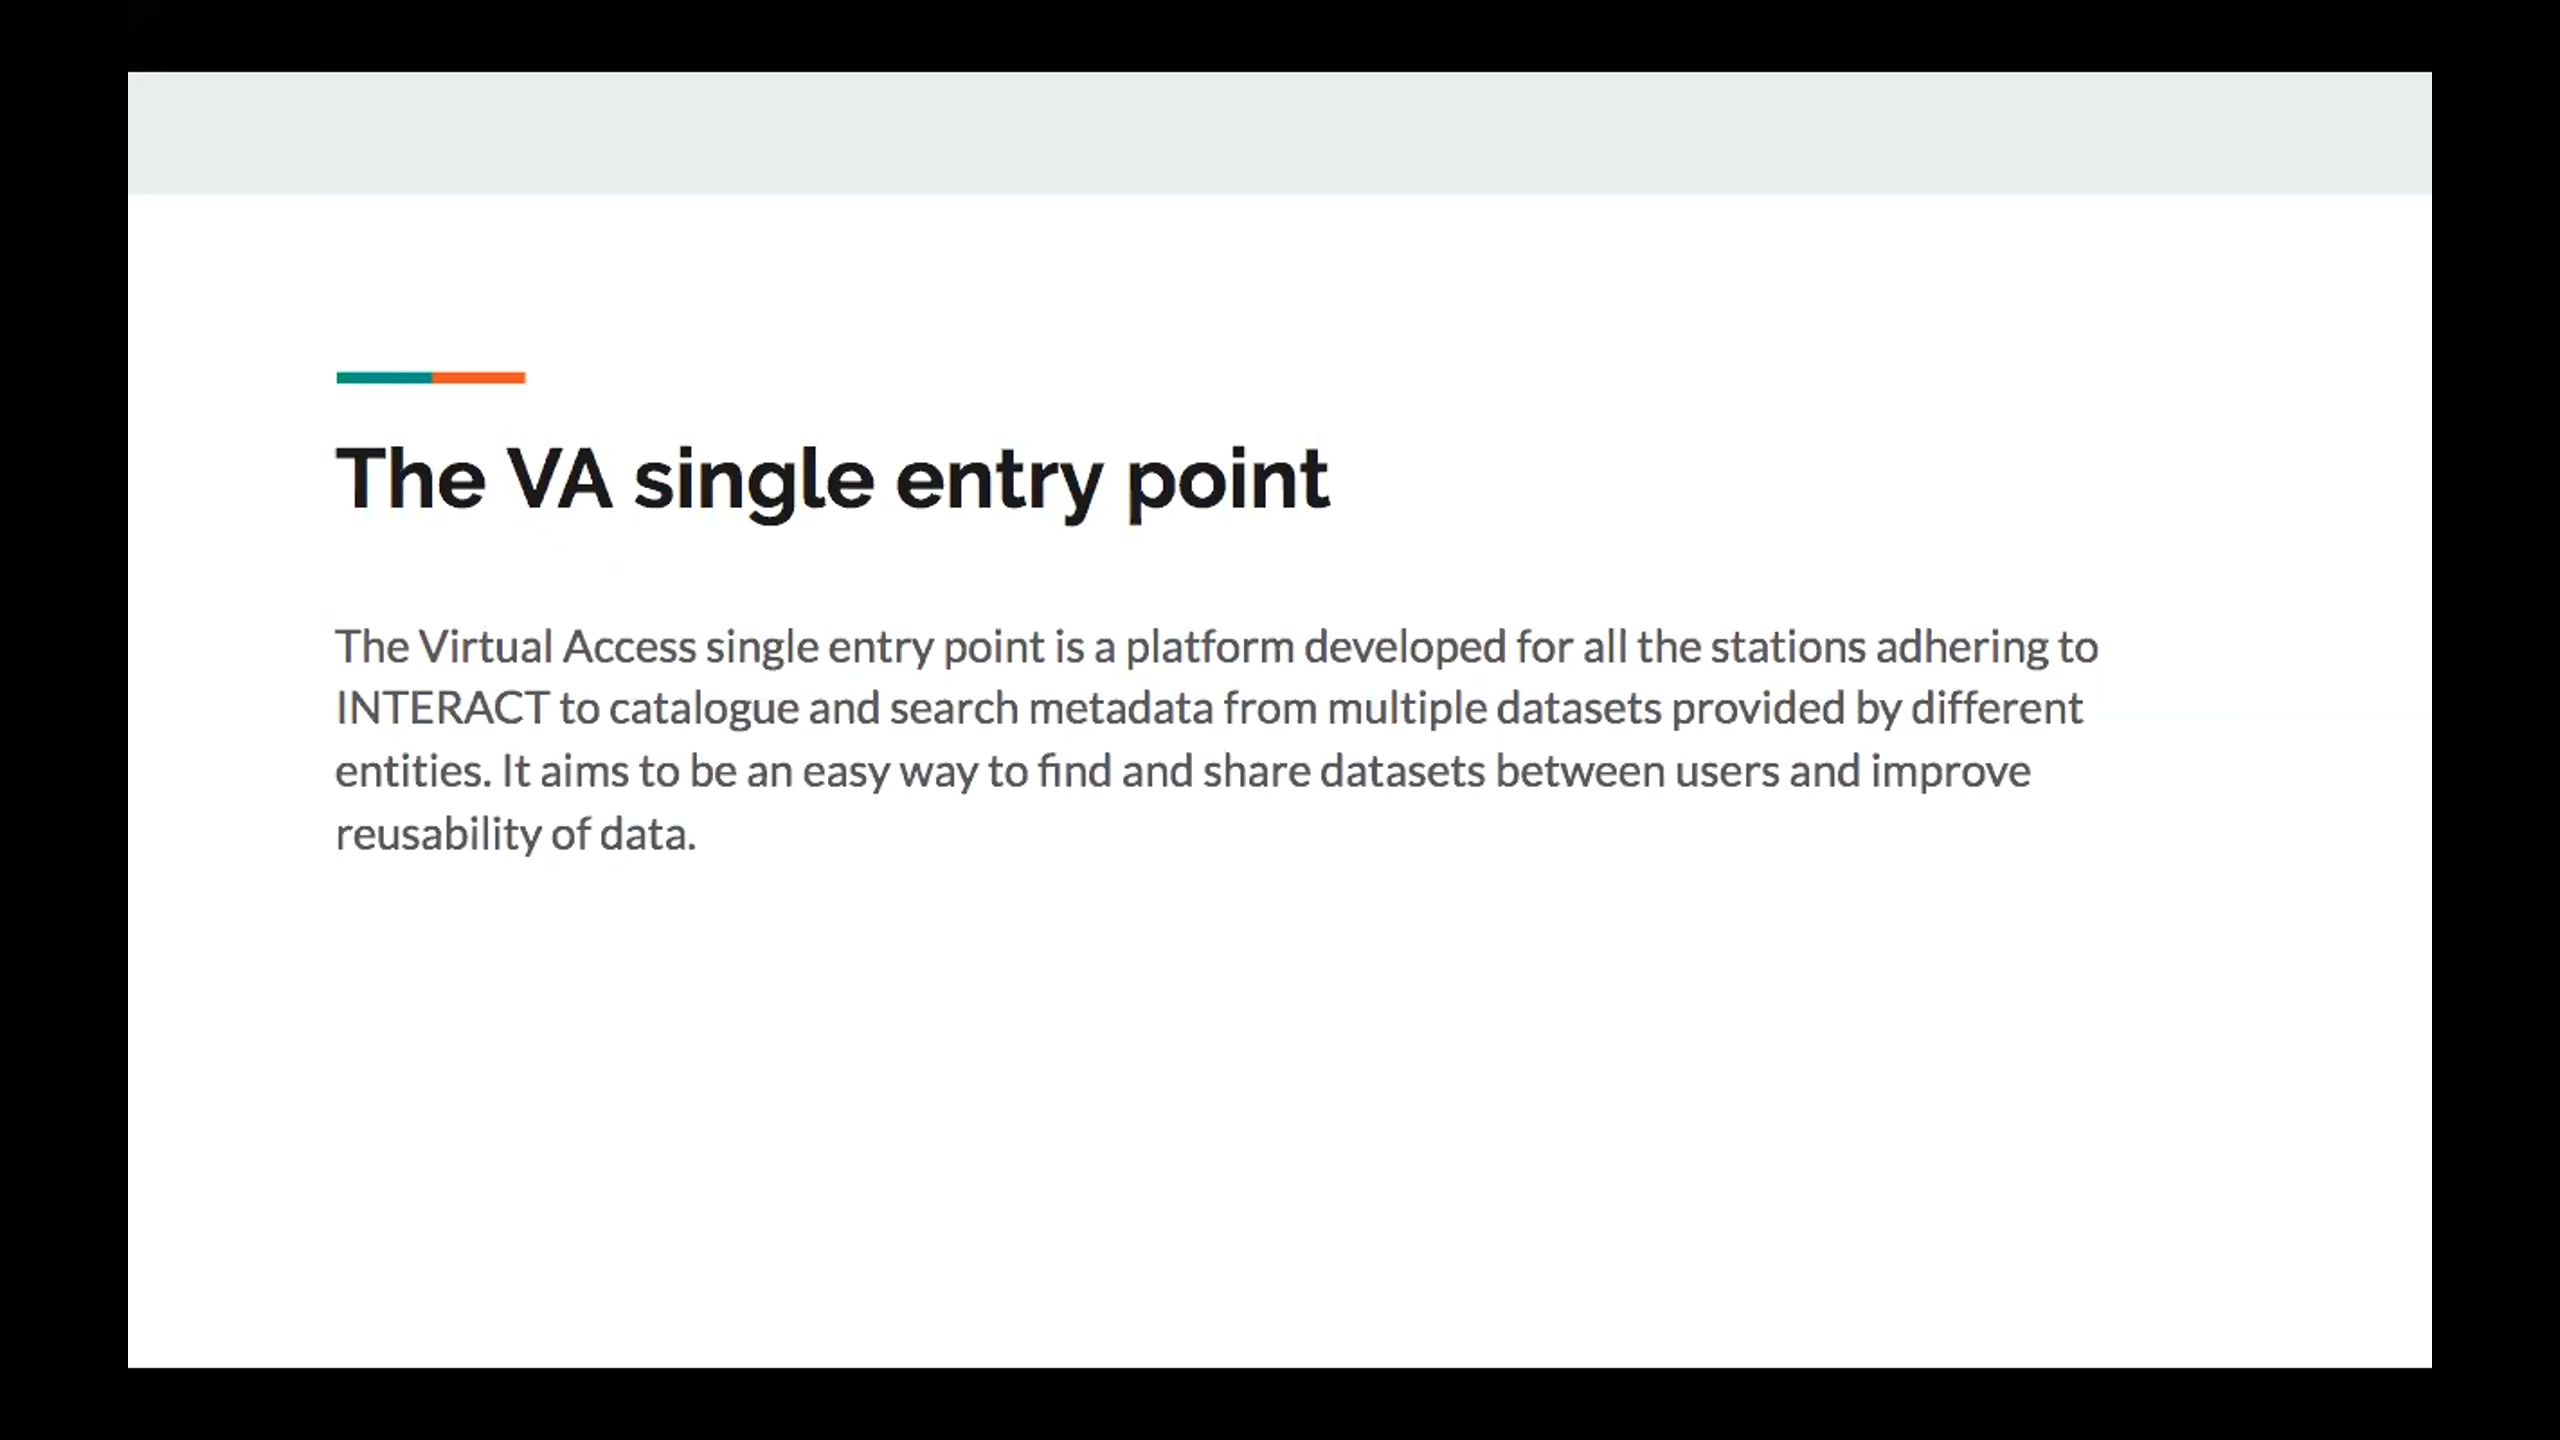 The VA single entry point
The Virtual Access single entry point is a platform developed for all the stations adhering to
INTERACT to catalogue and search metadata from multiple datasets provided by different
entities. It aims to be an easy way to find and share datasets between users and improve
reusability of data.